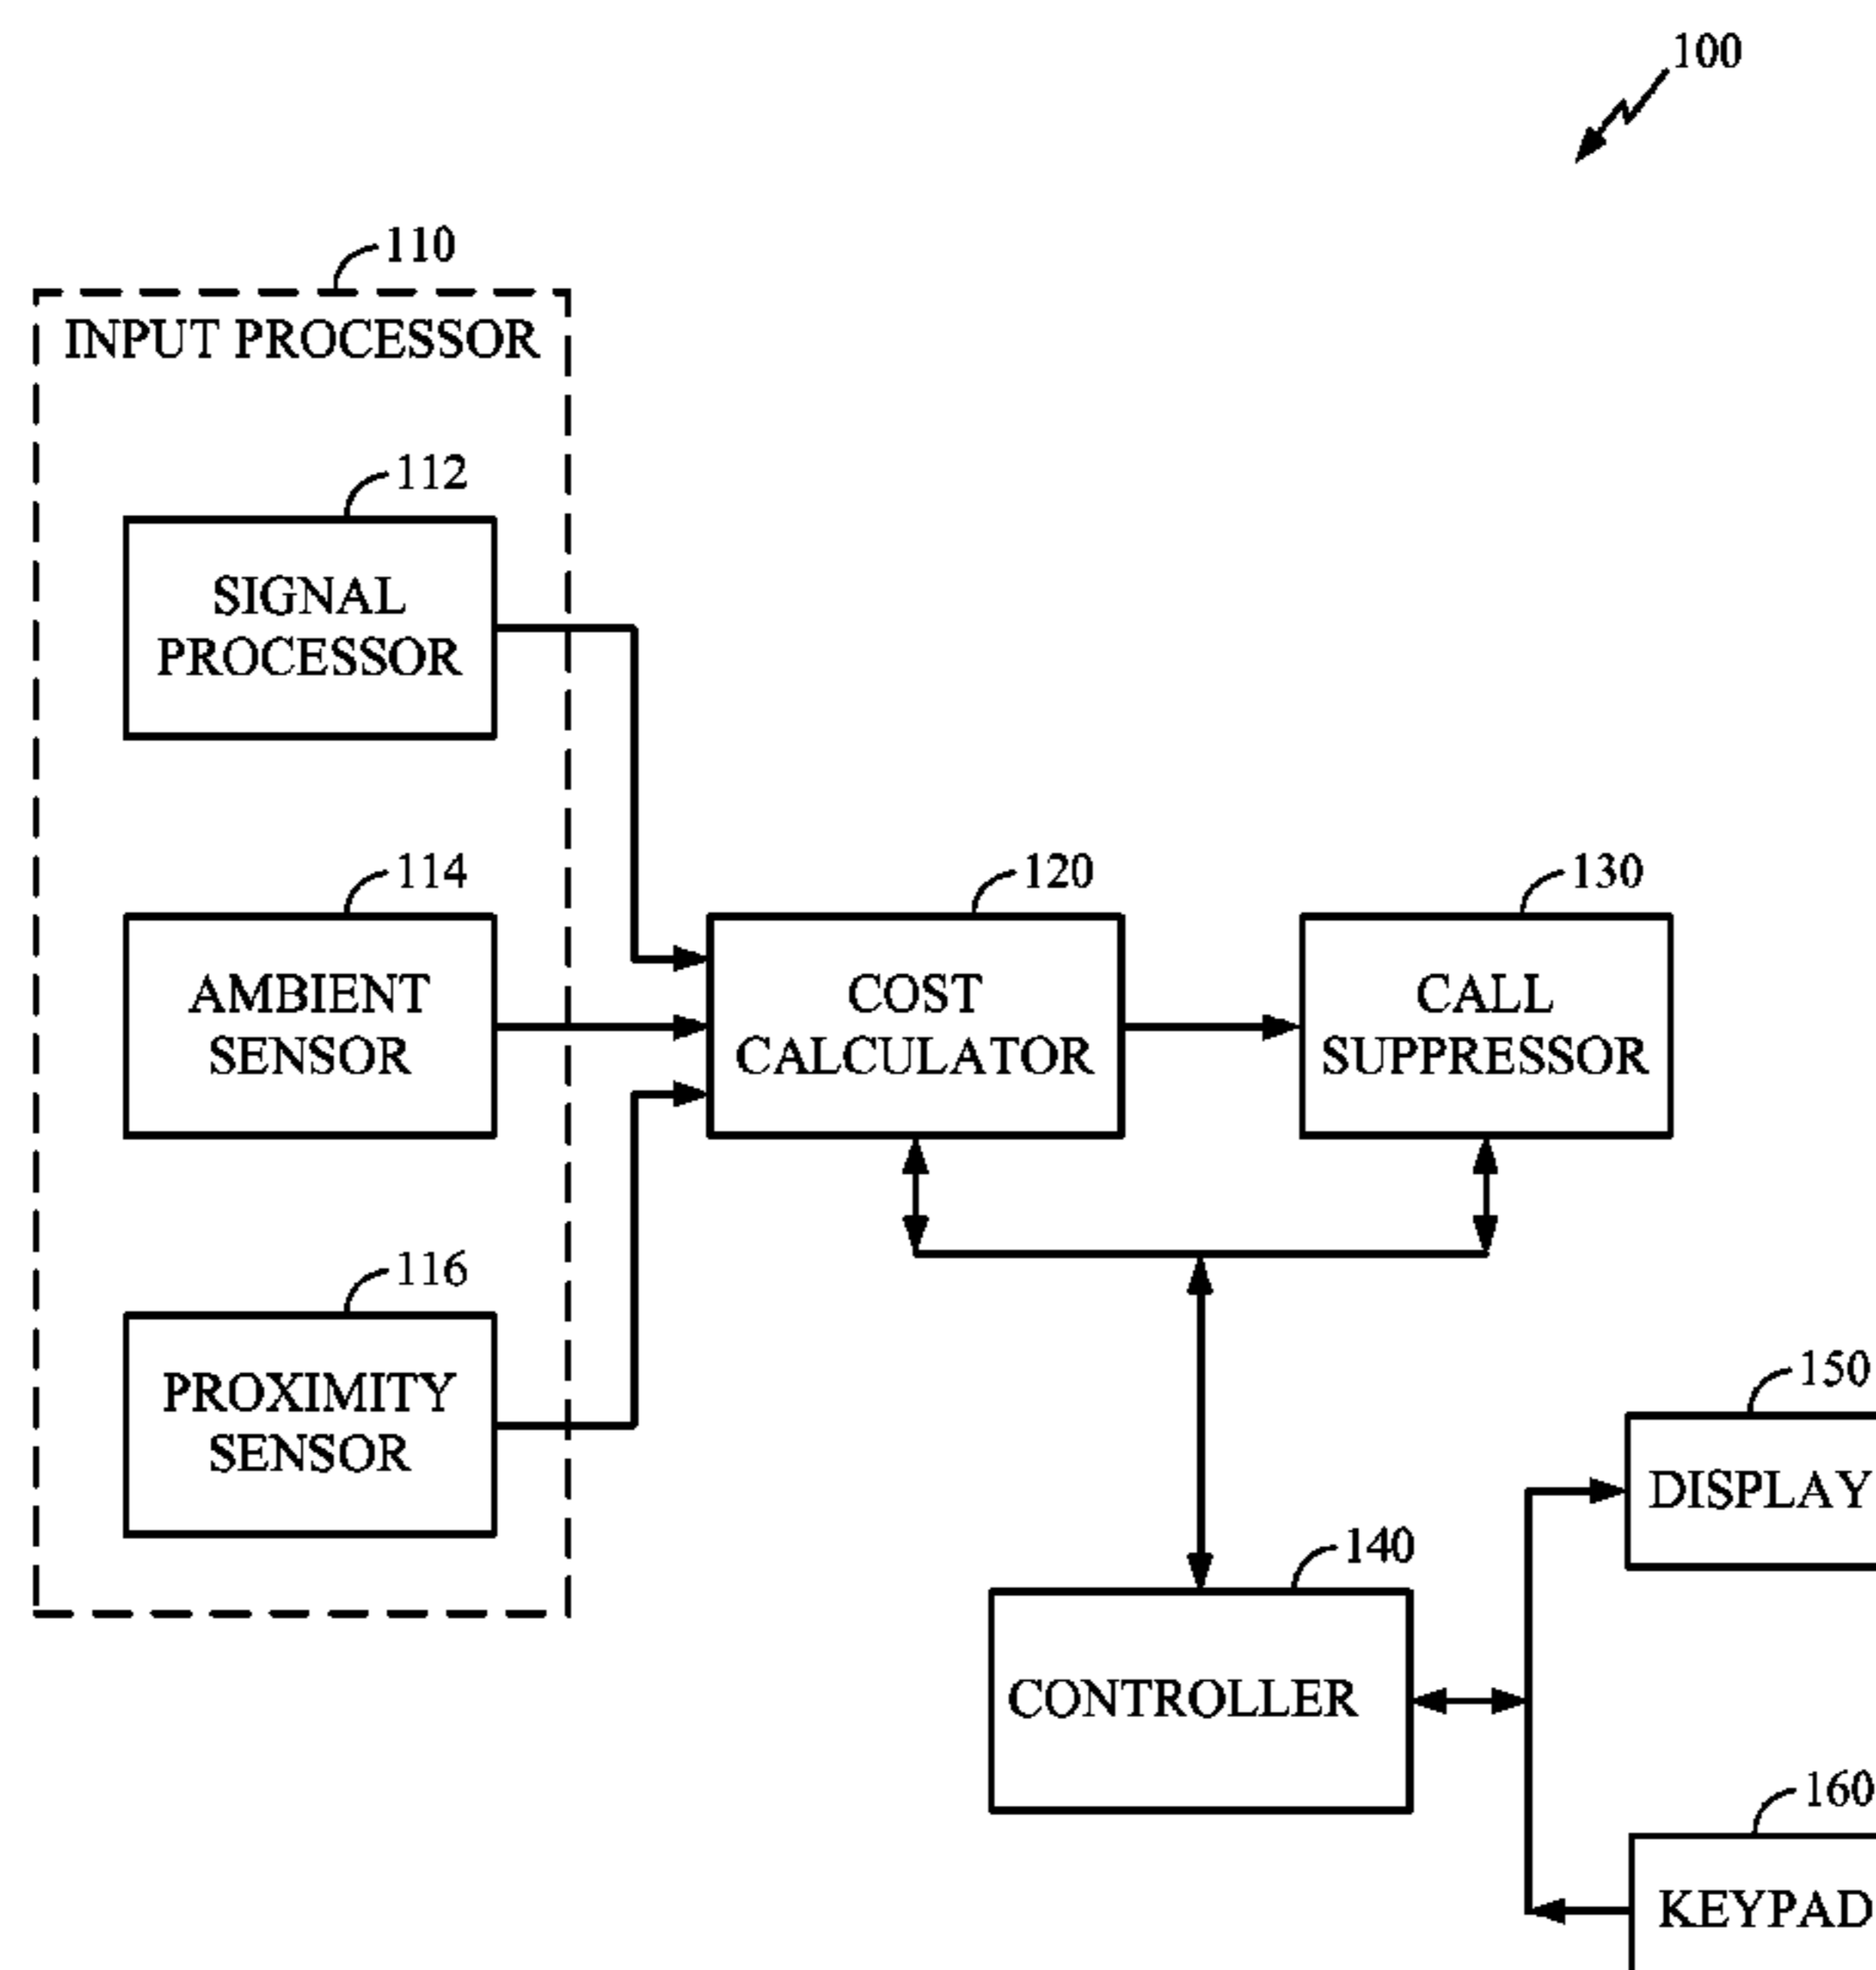 100
110
INPUT PROCESSOR
112
SIGNAL
PROCESSOR
114
AMBIENT
SENSOR
116
PROXIMITY
SENSOR
120
COST
CALCULATOR
130
CALL
SUPPRESSOR
140
CONTROLLER
150
DISPLAY
160
KEYPAD